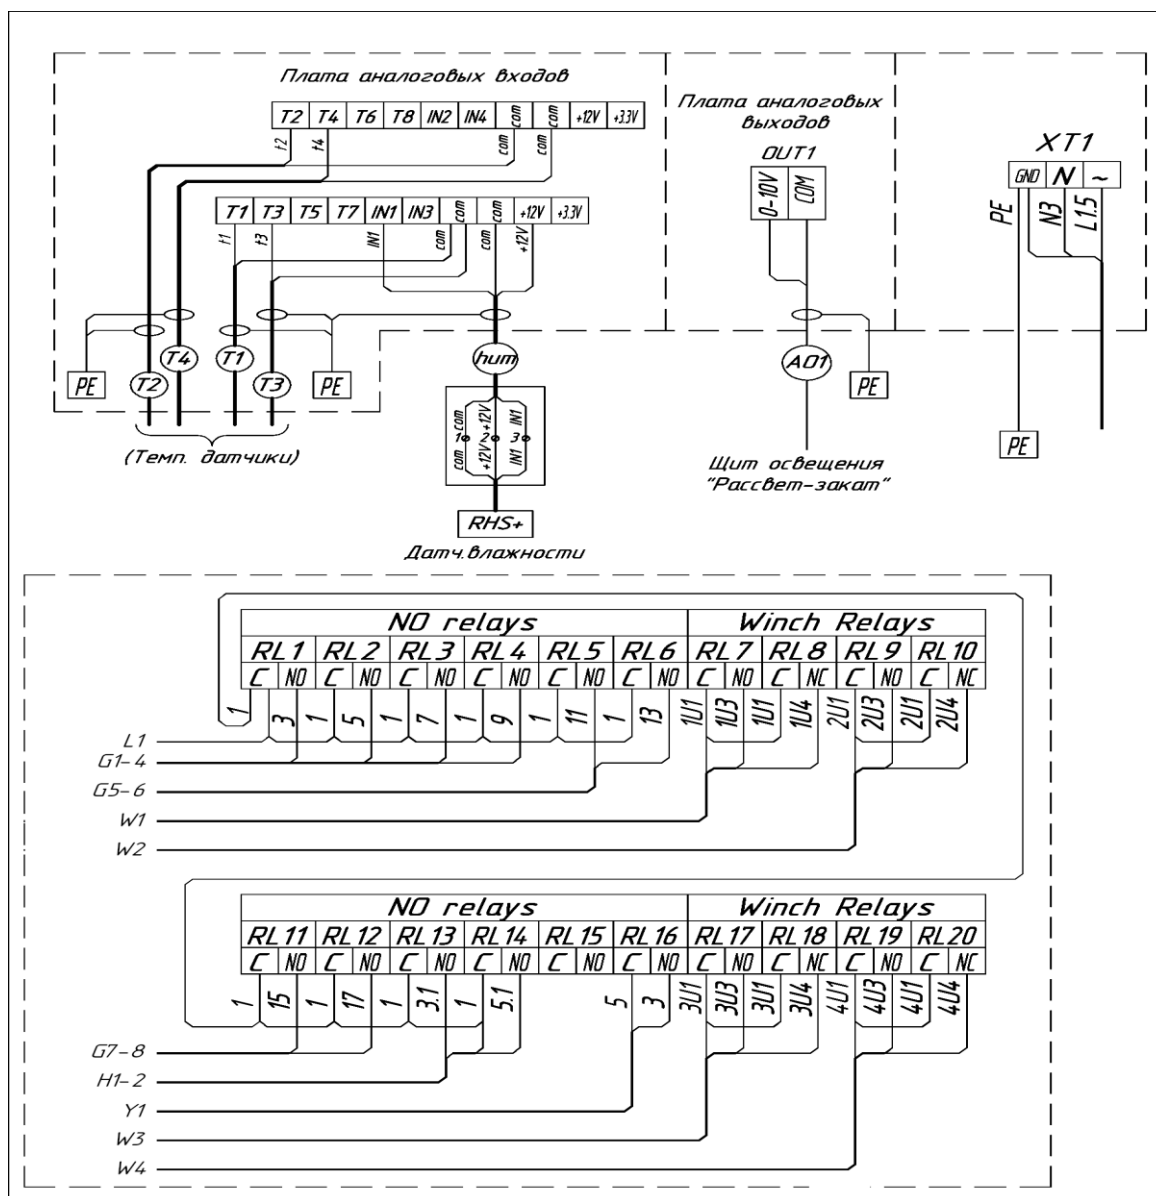 Плата аналоговых входов
T2 T4 T6 T8 IN2 IN4 com com +12V +3.3V
t2 t4 com com
T1 T3 T5 T7 IN1 IN3 com com +12V +3.3V
t1 t3 IN1 com com +12V
PE T2 T4 T1 T3 PE hum
(Темп. датчики)
com +12V IN1
1 2 3
com +12V IN1
RHS+
Датч.влажности
Плата аналоговых
выходов
OUT1
0-10V COM
AO1 PE
Щит освещения
"Рассвет-закат"
XT1
GND N ~
PE N3 L1.5
PE
NO relays Winch Relays
RL1 RL2 RL3 RL4 RL5 RL6 RL7 RL8 RL9 RL10
C NO C NO C NO C NO C NO C NO C NO C NC C NO C NC
1 3 1 5 1 7 1 9 1 11 1 13 1U1 1U3 1U1 1U4 2U1 2U3 2U1 2U4
L1
G1-4
G5-6
W1
W2
NO relays Winch Relays
RL11 RL12 RL13 RL14 RL15 RL16 RL17 RL18 RL19 RL20
C NO C NO C NO C NO C NO C NO C NO C NC C NO C NC
1 15 1 17 1 3.1 1 5.1 5 3 3U1 3U3 3U1 3U4 4U1 4U3 4U1 4U4
G7-8
H1-2
Y1
W3
W4